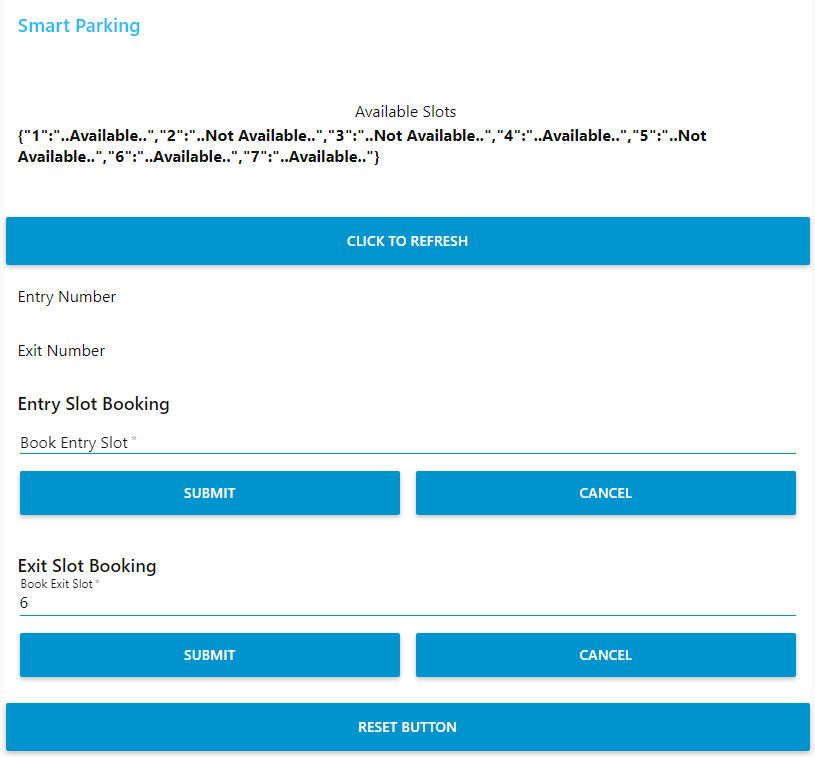 Smart Parking
Available Slots
{"1":"..Available..","2":"..Not Available..","3":"..Not Available..","4":"..Available..","5":"..Not
Available..","6":"..Available..","7":"..Available.."}
CLICK TO REFRESH
Entry Number
Exit Number
Entry Slot Booking
Book Entry Slot *
SUBMIT CANCEL
Exit Slot Booking
Book Exit Slot *
6
SUBMIT CANCEL
RESET BUTTON